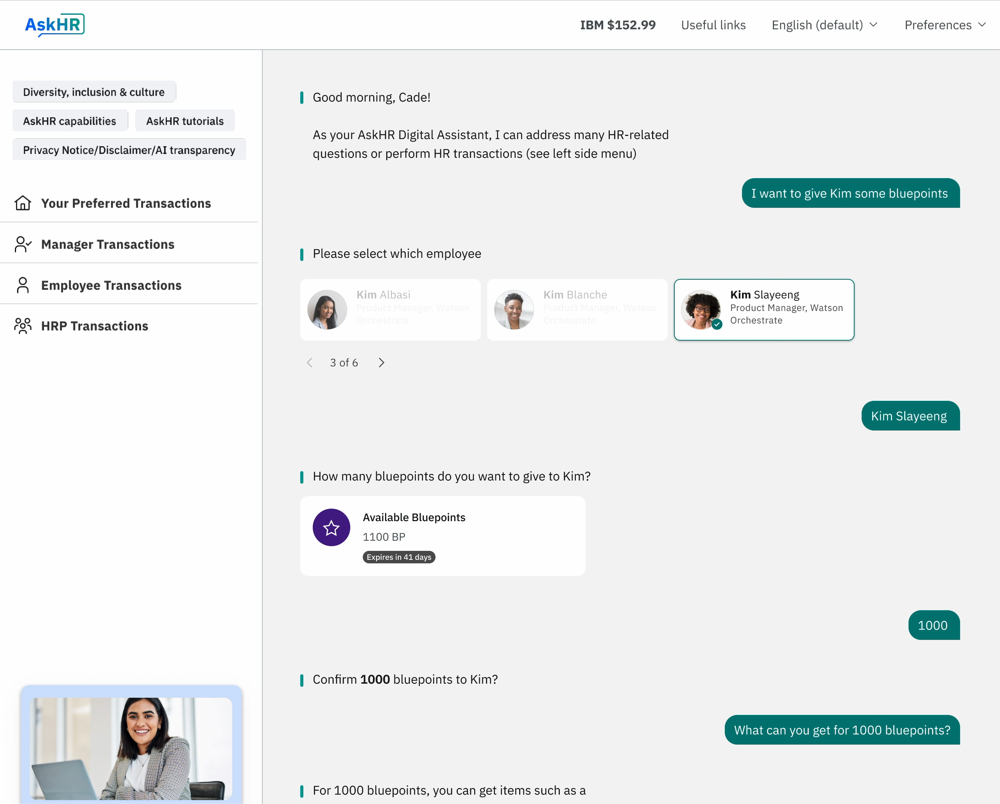 AskHR
IBM $152.99
Useful links
English (default)
Preferences
Diversity, inclusion & culture
AskHR capabilities
AskHR tutorials
Privacy Notice/Disclaimer/AI transparency
Your Preferred Transactions
Manager Transactions
Employee Transactions
HRP Transactions
Good morning, Cade!
As your AskHR Digital Assistant, I can address many HR-related
questions or perform HR transactions (see left side menu)
I want to give Kim some bluepoints
Please select which employee
Kim Albasi
Product Manager, Watson
Orchestrate
Kim Blanche
Product Manager, Watson
Orchestrate
Kim Slayeeng
Product Manager, Watson
Orchestrate
3 of 6
Kim Slayeeng
How many bluepoints do you want to give to Kim?
Available Bluepoints
1100 BP
Expires in 41 days
1000
Confirm 1000 bluepoints to Kim?
What can you get for 1000 bluepoints?
For 1000 bluepoints, you can get items such as a